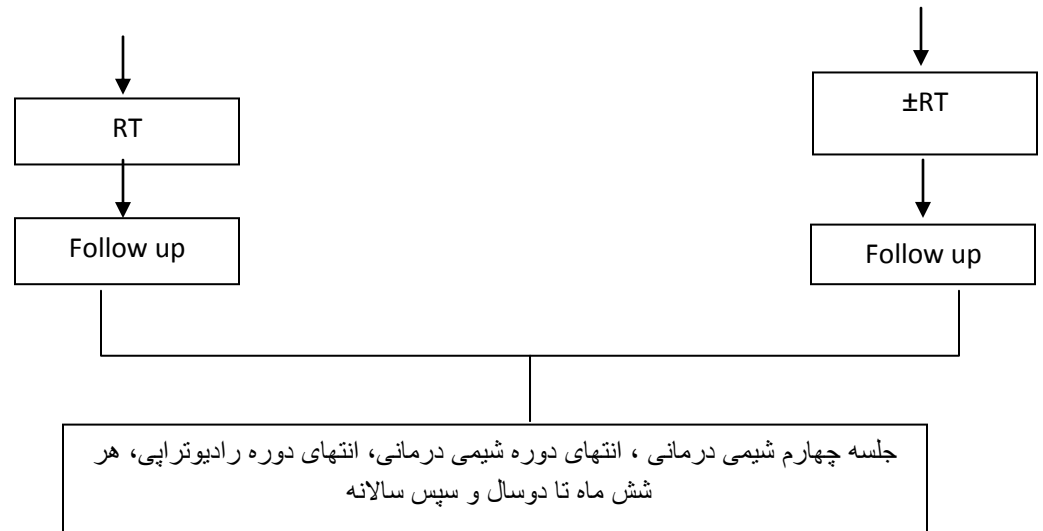 RT
±RT
Follow up
Follow up
جلسه چهارم شیمی درمانی ، انتهای دوره شیمی درمانی، انتهای دوره رادیوتراپی، هر
شش ماه تا دوسال و سپس سالانه